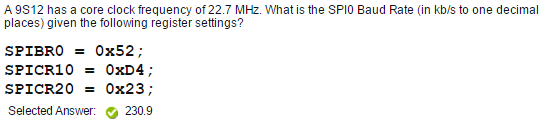 A 9S12 has a core clock frequency of 22.7 MHz. What is the SPI0 Baud Rate (in kb/s to one decimal
places) given the following register settings?
SPIBR0 = 0x52;
SPICR10 = 0xD4;
SPICR20 = 0x23;
Selected Answer: 230.9